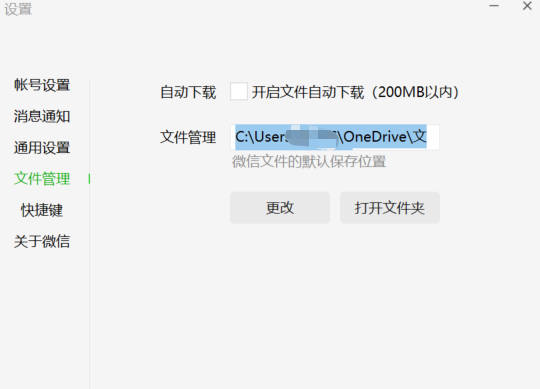 设置
帐号设置
消息通知
通用设置
文件管理
快捷键
关于微信
自动下载 开启文件自动下载（200MB以内）
文件管理 C:\Users \OneDrive\文
微信文件的默认保存位置
更改 打开文件夹